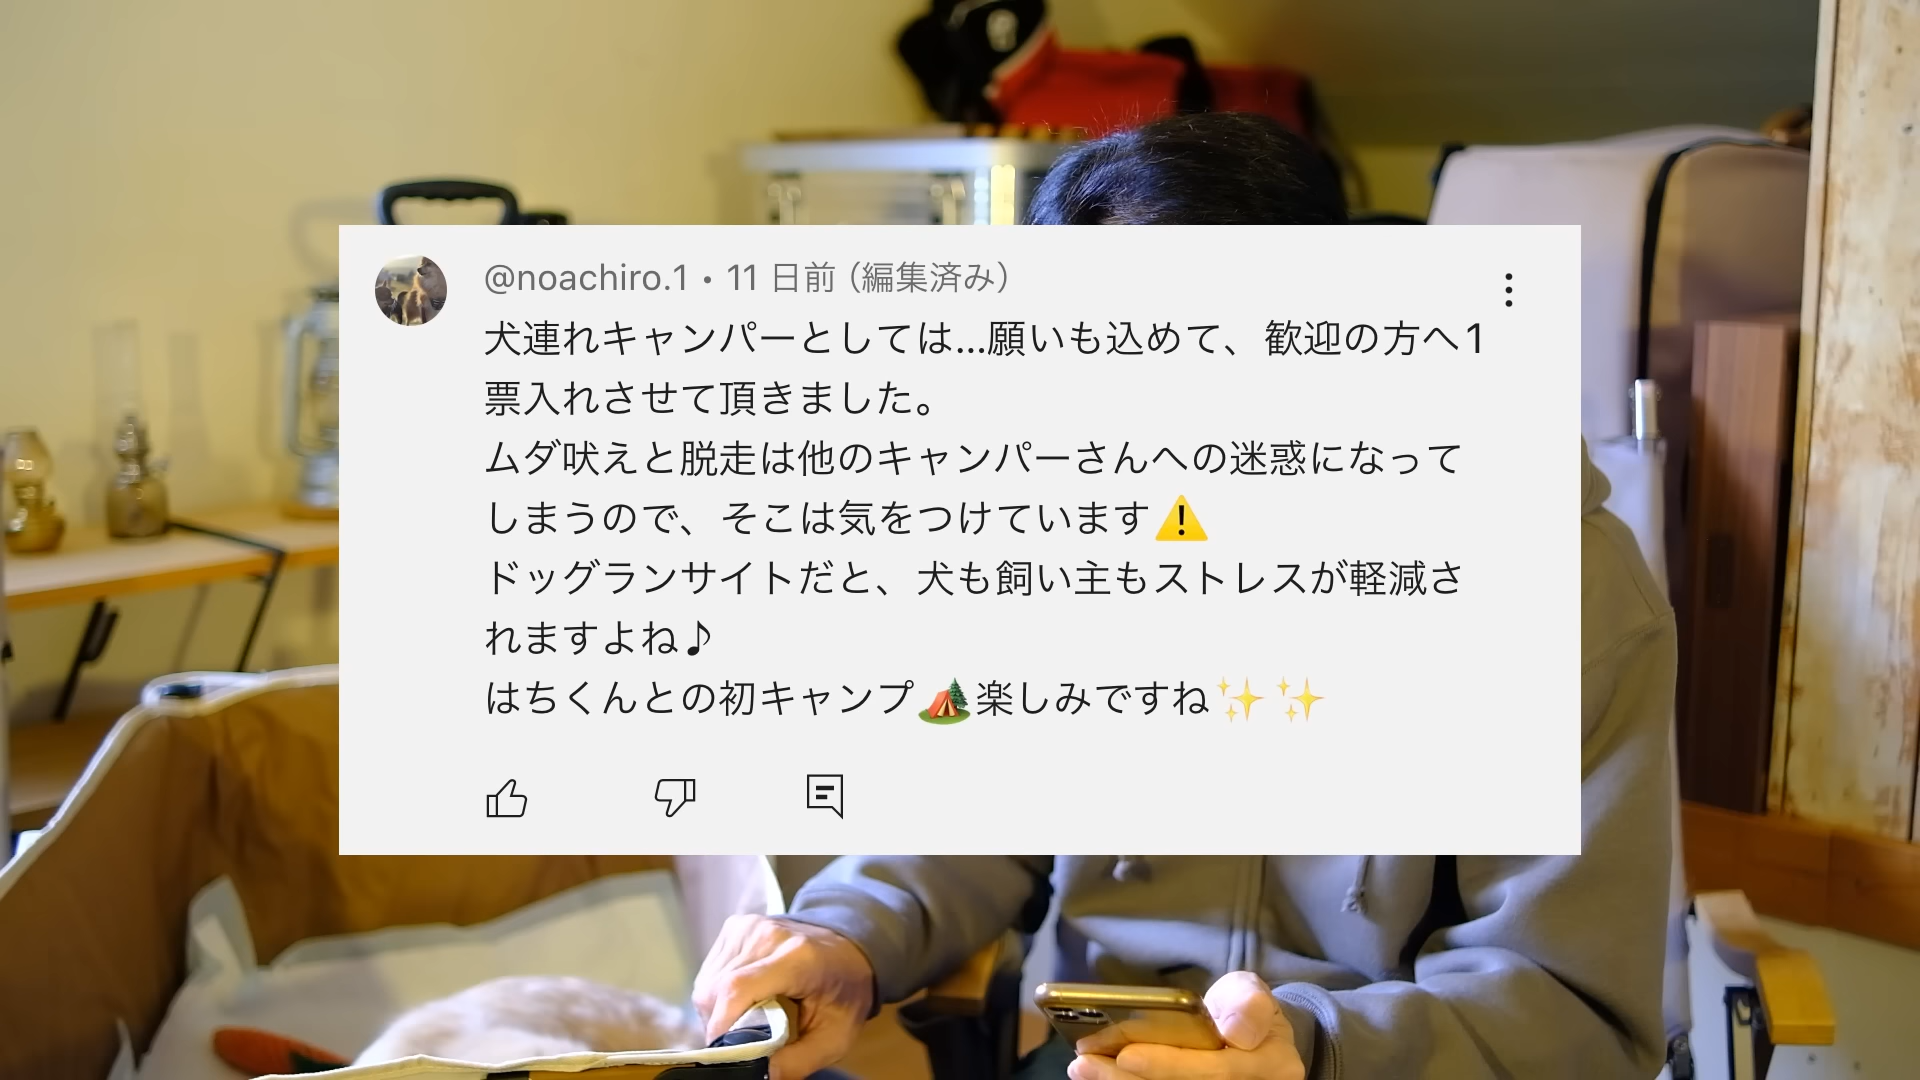 @noachiro.1・11 日前 (編集済み)
犬連れキャンパーとしては...願いも込めて、歓迎の方へ1
票入れさせて頂きました。
ムダ吠えと脱走は他のキャンパーさんへの迷惑になって
しまうので、そこは気をつけています⚠️
ドッグランサイトだと、犬も飼い主もストレスが軽減さ
れますよね♪
はちくんとの初キャンプ🏕️楽しみですね✨✨